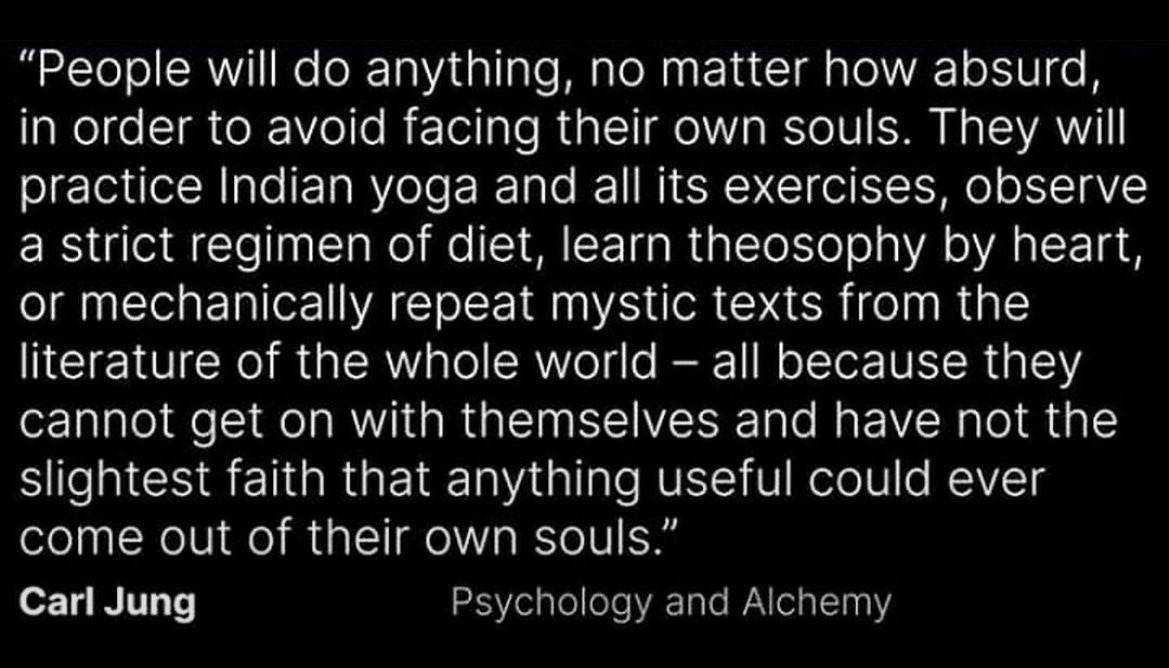 “People will do anything, no matter how absurd,
in order to avoid facing their own souls. They will
practice Indian yoga and all its exercises, observe
a strict regimen of diet, learn theosophy by heart,
or mechanically repeat mystic texts from the
literature of the whole world – all because they
cannot get on with themselves and have not the
slightest faith that anything useful could ever
come out of their own souls.”
Carl Jung Psychology and Alchemy